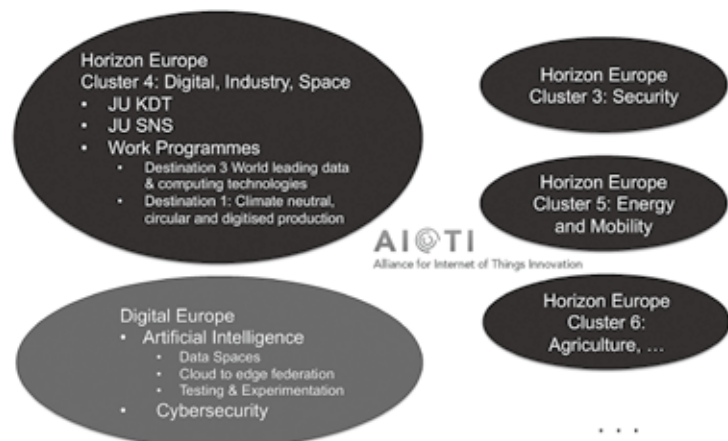 Horizon Europe
Cluster 4: Digital, Industry, Space
• JU KDT
• JU SNS
• Work Programmes
• Destination 3 World leading data
& computing technologies
• Destination 1: Climate neutral,
circular and digitised production
Digital Europe
• Artificial Intelligence
• Data Spaces
• Cloud to edge federation
• Testing & Experimentation
• Cybersecurity
AIOTI
Alliance for Internet of Things Innovation
Horizon Europe
Cluster 3: Security
Horizon Europe
Cluster 5: Energy
and Mobility
Horizon Europe
Cluster 6:
Agriculture, ...
. . .